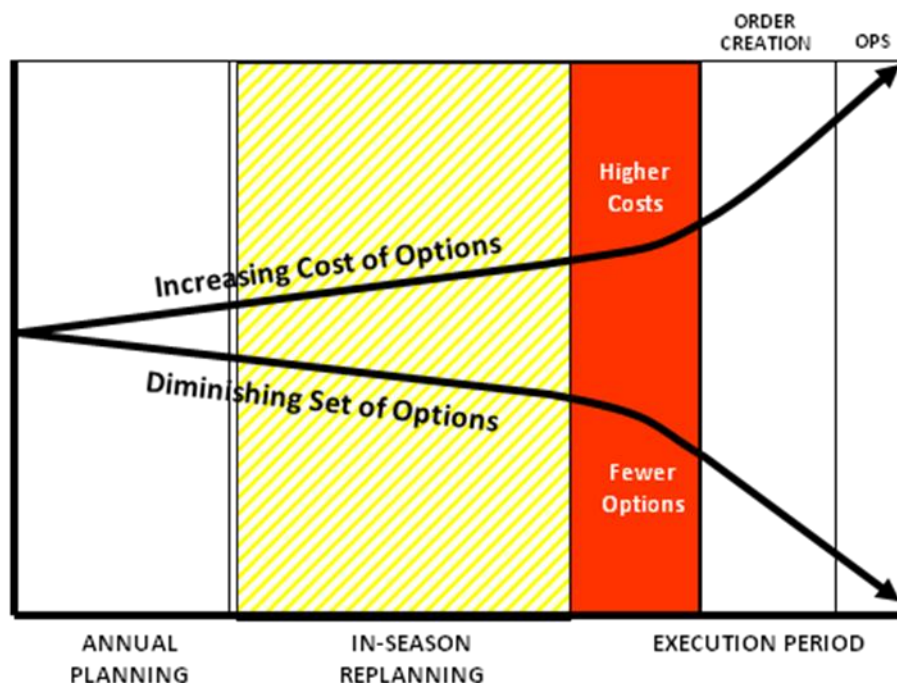 ORDER
CREATION
OPS
Higher
Costs
Increasing Cost of Options
Diminishing Set of Options
Fewer
Options
ANNUAL
PLANNING
IN-SEASON
REPLANNING
EXECUTION PERIOD